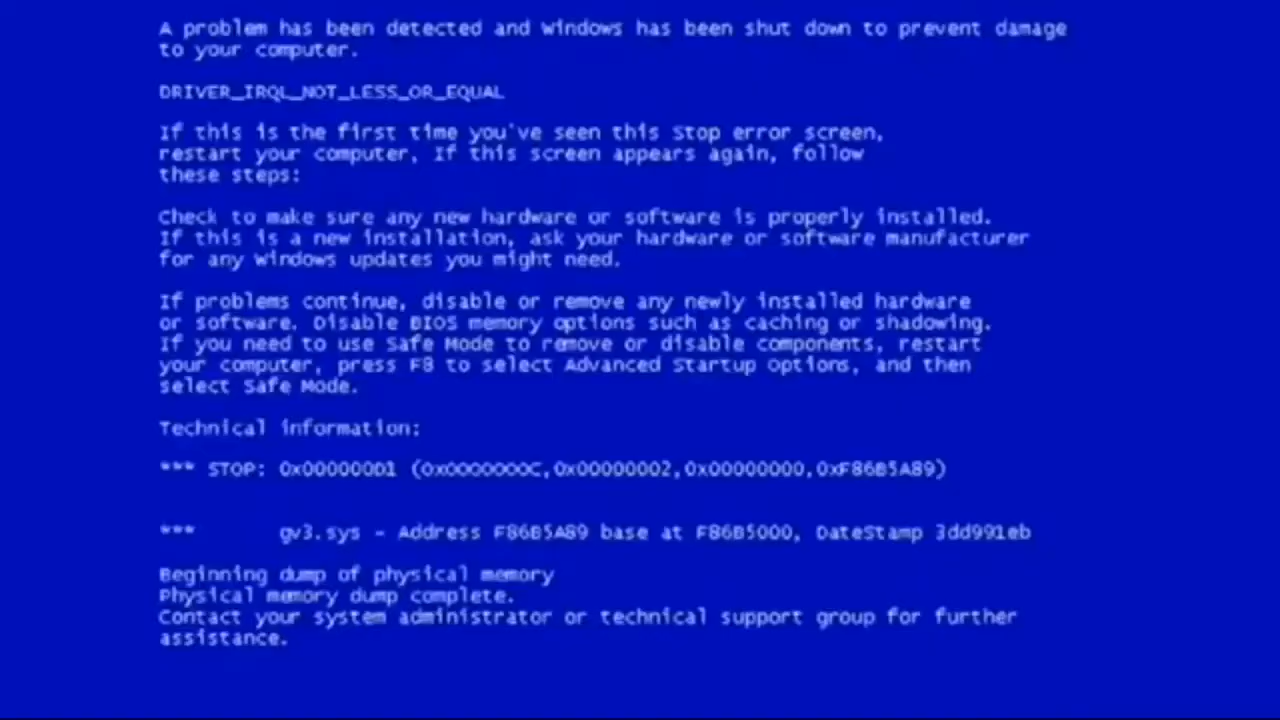 A problem has been detected and Windows has been shut down to prevent damage
to your computer.
DRIVER_IRQL_NOT_LESS_OR_EQUAL
If this is the first time you've seen this Stop error screen,
restart your computer, If this screen appears again, follow
these steps:
Check to make sure any new hardware or software is properly installed.
If this is a new installation, ask your hardware or software manufacturer
for any Windows updates you might need.
If problems continue, disable or remove any newly installed hardware
or software. Disable BIOS memory options such as caching or shadowing.
If you need to use Safe Mode to remove or disable components, restart
your computer, press F8 to select Advanced Startup Options, and then
select Safe Mode.
Technical information:
*** STOP: 0x000000D1 (0x0000000C,0x00000002,0x00000000,0xF86B5A89)
*** gv3.sys - Address F86B5A89 base at F86B5000, DateStamp 3dd991eb
Beginning dump of physical memory
Physical memory dump complete.
Contact your system administrator or technical support group for further
assistance.